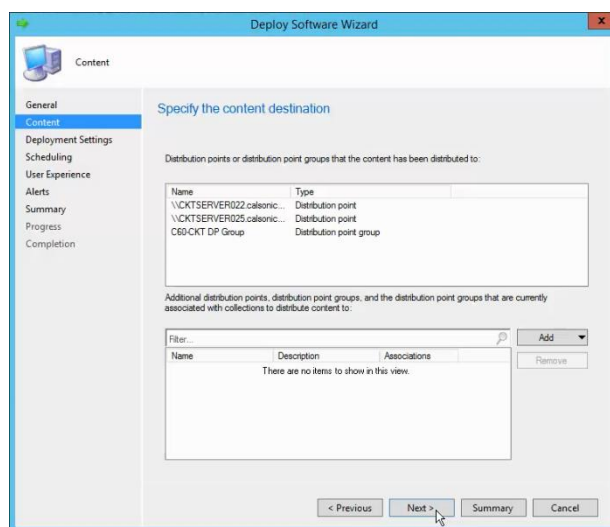 Deploy Software Wizard
x
Content
General
Content
Deployment Settings
Scheduling
User Experience
Alerts
Summary
Progress
Completion
Specify the content destination
Distribution points or distribution point groups that the content has been distributed to:
Name Type
\\CKTSERVER022.calsonic... Distribution point
\\CKTSERVER025.calsonic... Distribution point
C60-CKT DP Group Distribution point group
Additional distribution points, distribution point groups, and the distribution point groups that are currently
associated with collections to distribute content to:
Filter...
Add
Name Description Associations
Remove
There are no items to show in this view.
< Previous Next > Summary Cancel